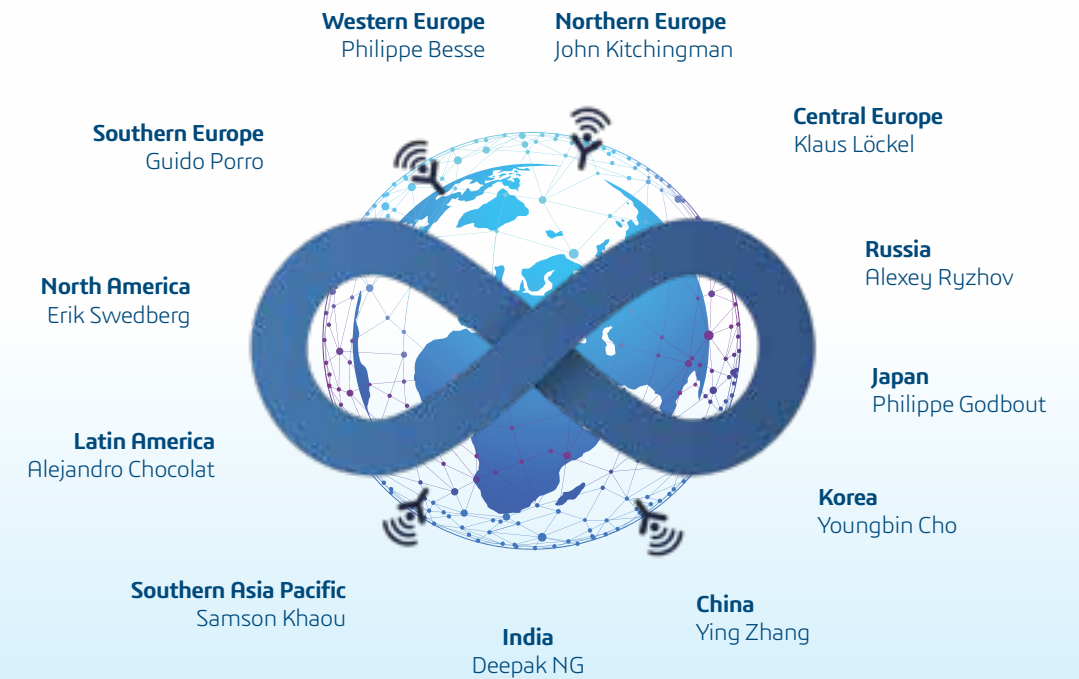 Western Europe
Philippe Besse
Northern Europe
John Kitchingman
Southern Europe
Guido Porro
Central Europe
Klaus Löckel
North America
Erik Swedberg
Russia
Alexey Ryzhov
Japan
Philippe Godbout
Latin America
Alejandro Chocolat
Korea
Youngbin Cho
Southern Asia Pacific
Samson Khaou
China
Ying Zhang
India
Deepak NG